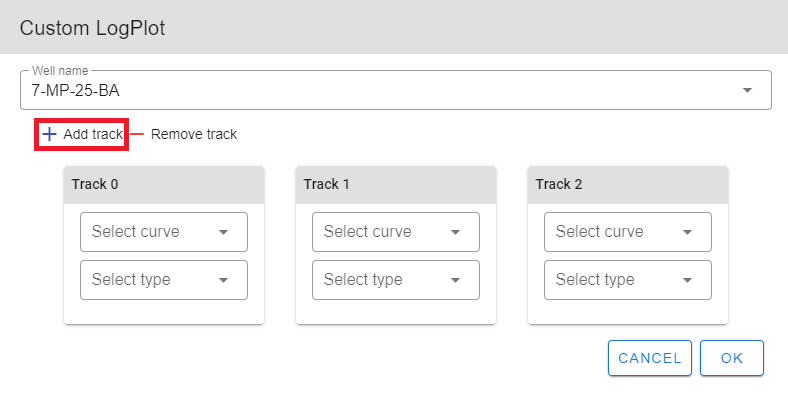 Custom LogPlot
Well name
7-MP-25-BA
Add track Remove track
Track 0 Track 1 Track 2
Select curve Select curve Select curve
Select type Select type Select type
CANCEL OK